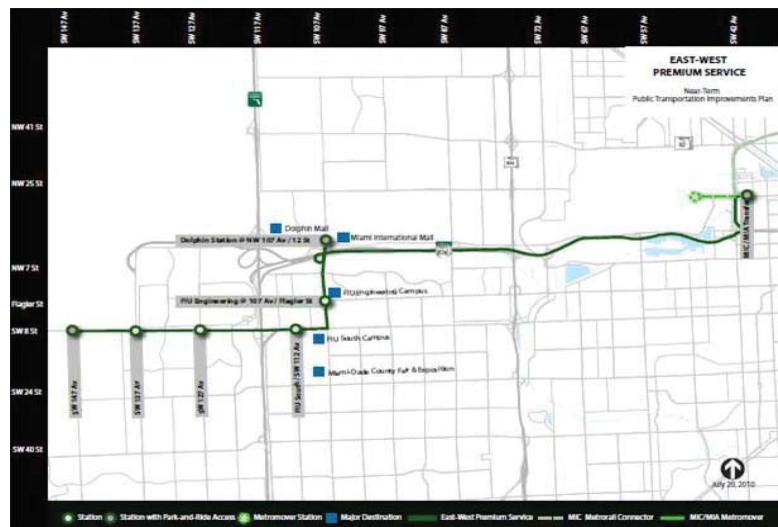 SW 147 Av
SW 137 Av
SW 127 Av
SW 117 Av
SW 107 Av
SW 97 Av
SW 87 Av
SW 72 Av
SW 67 Av
SW 57 Av
SW 42 Av
EAST-WEST
PREMIUM SERVICE
Near-Term
Public Transportation Improvements Plan
NW 41 St
NW 25 St
NW 7 St
Flagler St
SW 8 St
SW 24 St
SW 40 St
Dolphin Mall
Dolphin Station @ NW 107 Av / 12 St
Miami International Mall
MIC/MIA Transfer
FIU Engineering Campus
FIU Engineering @ 107 Av / Flagler St
FIU South Campus
Miami-Dade County Fair & Exposition
SW 147 Av
SW 137 Av
SW 127 Av
FIU South / SW 112 Av
July 20, 2010
Station
Station with Park-and-Ride Access
Metromover Station
Major Destination
East-West Premium Service
MIC Metrorail Connector
MIC/MIA Metromover